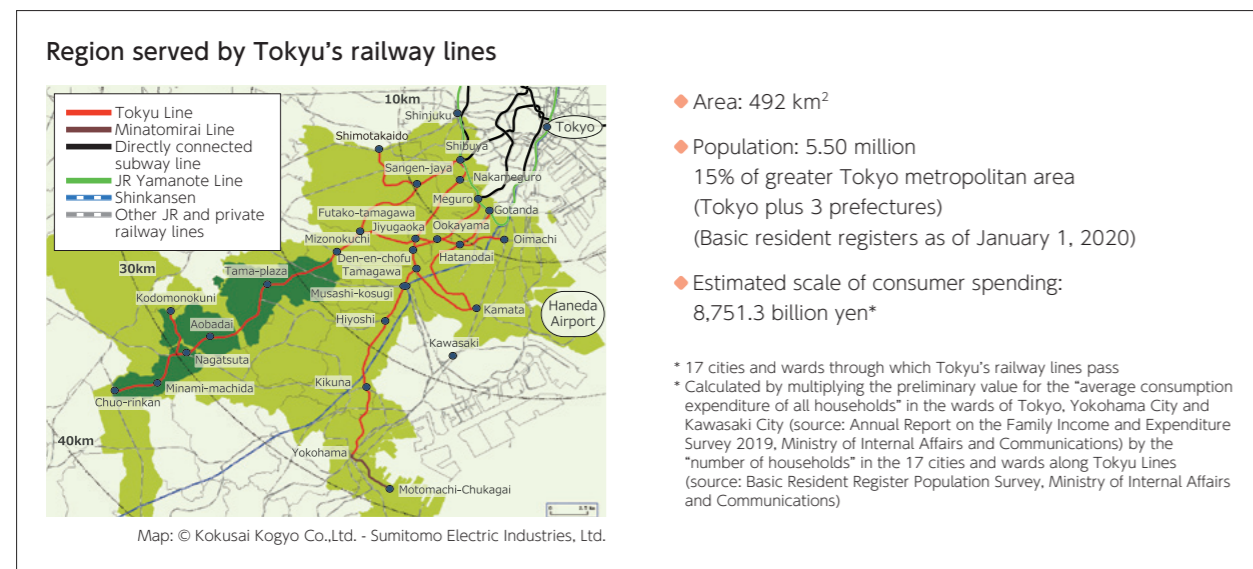 Region served by Tokyu's railway lines
Tokyu Line
Minatomirai Line
Directly connected
subway line
JR Yamanote Line
Shinkansen
Other JR and private
railway lines
10km
Shinjuku
Tokyo
Shimotakaido
Shibuya
Sangen-jaya
Nakameguro
Meguro
Gotanda
Futako-tamagawa
Jiyugaoka
Ookayama
Mizonokuchi
Oimachi
Den-en-chofu
Hatanodai
30km
Tama-plaza
Tamagawa
Musashi-kosugi
Kodomonokuni
Kamata
Haneda
Airport
Hiyoshi
Aobadai
Kawasaki
Nagatsuta
Minami-machida
Kikuna
Chuo-rinkan
40km
Yokohama
Motomachi-Chukagai
Map: © Kokusai Kogyo Co.,Ltd. - Sumitomo Electric Industries, Ltd.
◆ Area: 492 km²
◆ Population: 5.50 million
15% of greater Tokyo metropolitan area
(Tokyo plus 3 prefectures)
(Basic resident registers as of January 1, 2020)
◆ Estimated scale of consumer spending:
8,751.3 billion yen*
* 17 cities and wards through which Tokyu's railway lines pass
* Calculated by multiplying the preliminary value for the "average consumption
expenditure of all households" in the wards of Tokyo, Yokohama City and
Kawasaki City (source: Annual Report on the Family Income and Expenditure
Survey 2019, Ministry of Internal Affairs and Communications) by the
"number of households" in the 17 cities and wards along Tokyu Lines
(source: Basic Resident Register Population Survey, Ministry of Internal Affairs
and Communications)